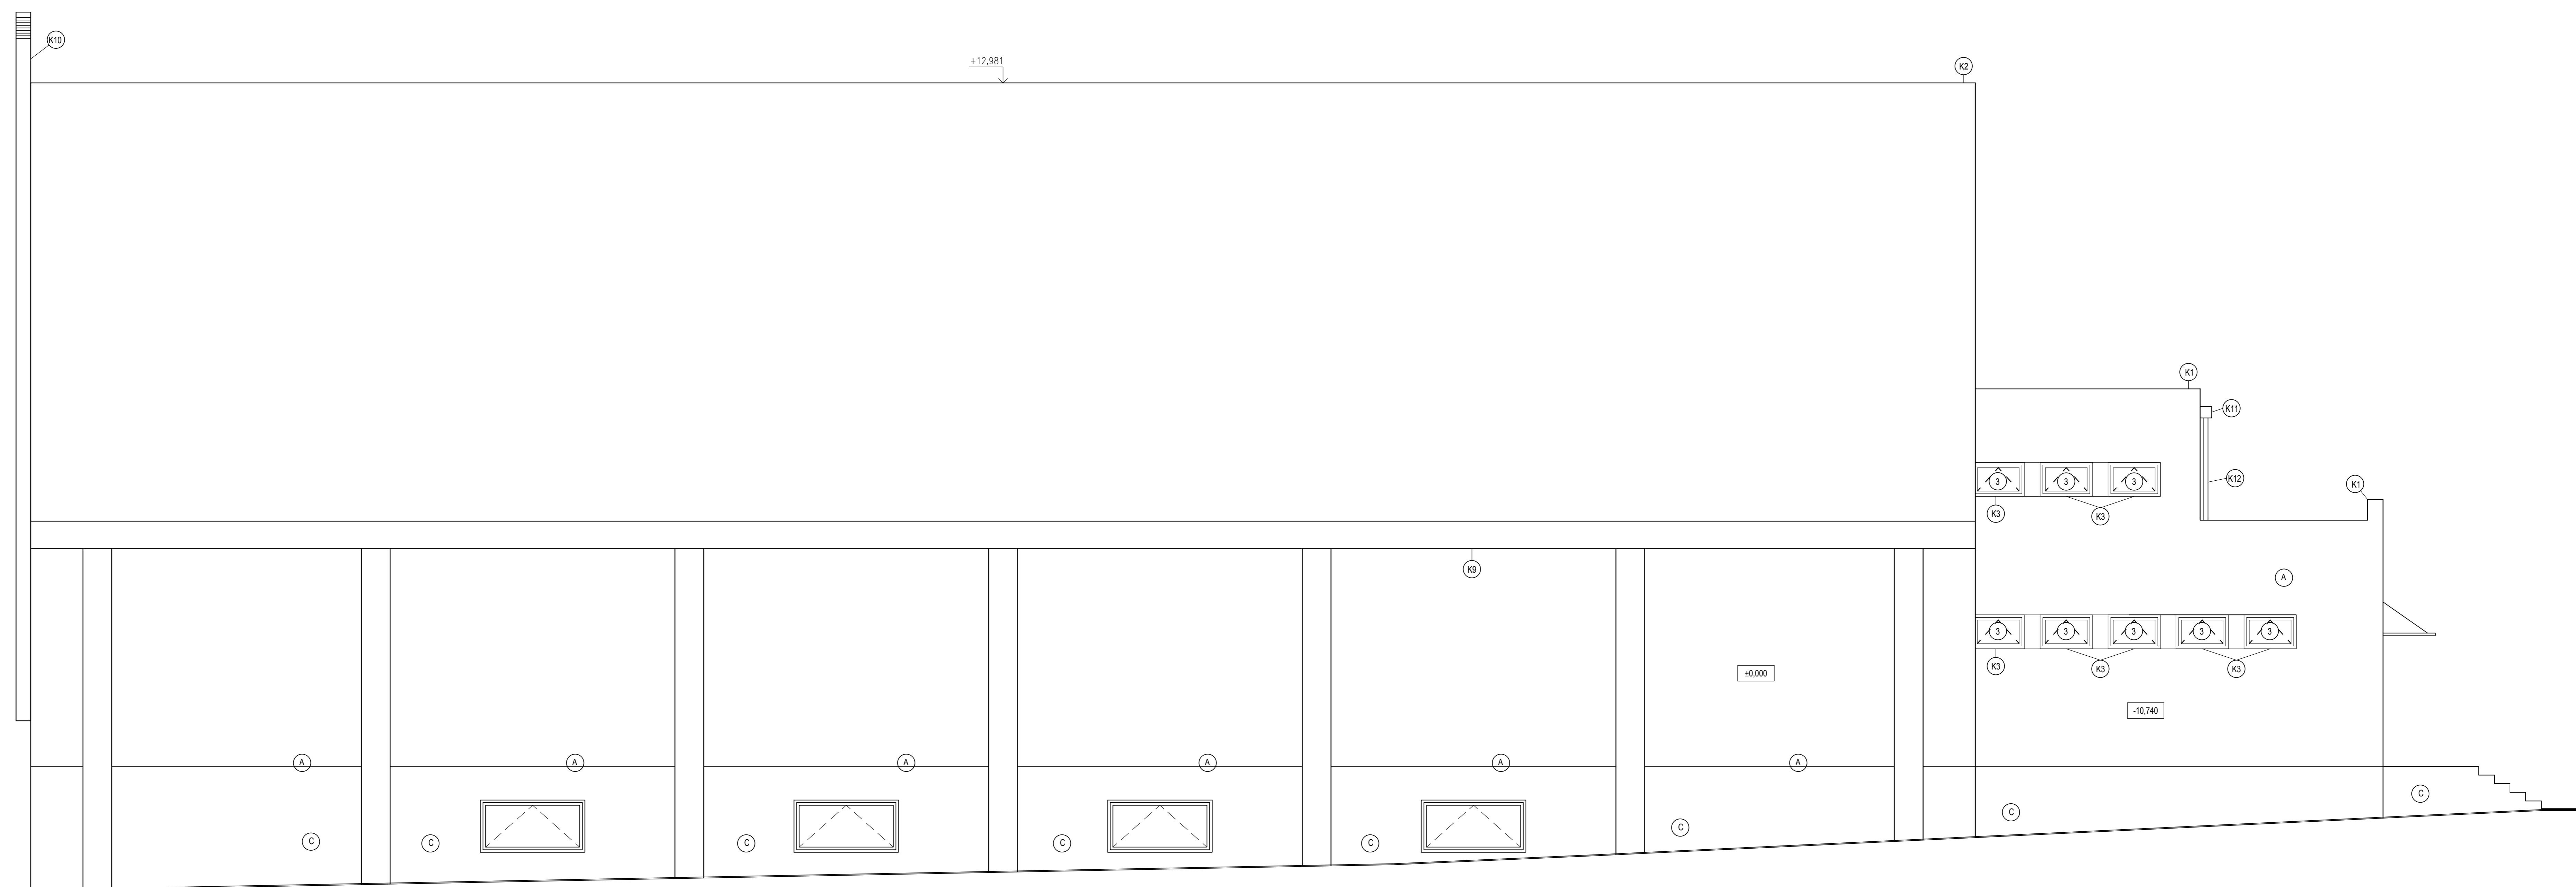 K10
+12,981
K2
K1
K11
3 3 3
K12
K1
K3 K3
K9
A
3 3 3 3 3
K3 K3 K3
±0,000
-10,740
A A A A A A
C
C C C C C C C